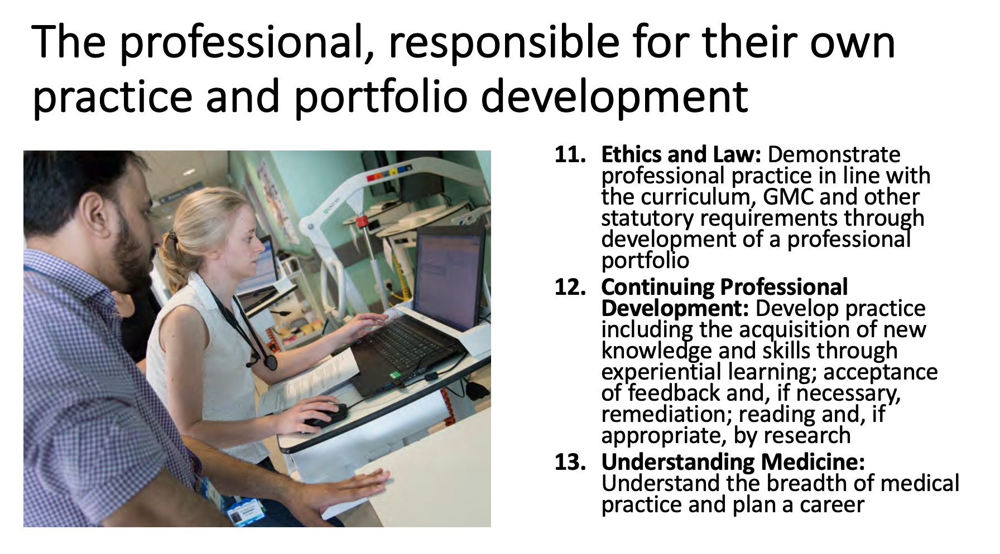 The professional, responsible for their own
practice and portfolio development
11. Ethics and Law: Demonstrate
professional practice in line with
the curriculum, GMC and other
statutory requirements through
development of a professional
portfolio
12. Continuing Professional
Development: Develop practice
including the acquisition of new
knowledge and skills through
experiential learning; acceptance
of feedback and, if necessary,
remediation; reading and, if
appropriate, by research
13. Understanding Medicine:
Understand the breadth of medical
practice and plan a career